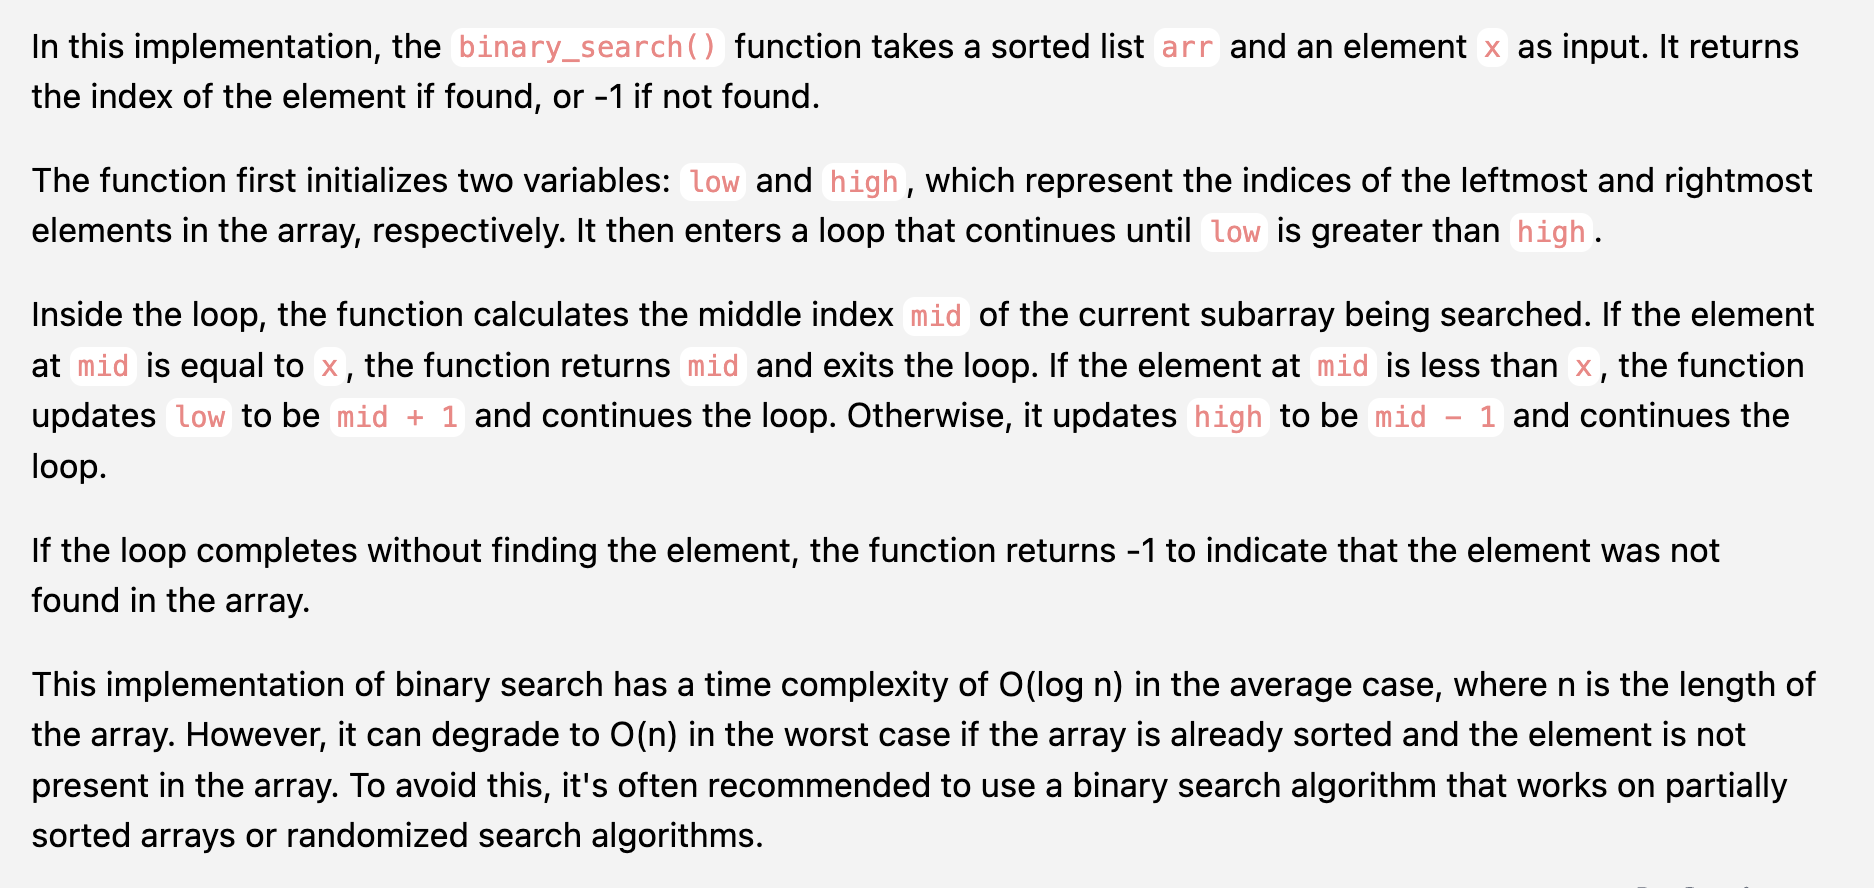 In this implementation, the binary_search() function takes a sorted list arr and an element x as input. It returns
the index of the element if found, or -1 if not found.
The function first initializes two variables: low and high, which represent the indices of the leftmost and rightmost
elements in the array, respectively. It then enters a loop that continues until low is greater than high.
Inside the loop, the function calculates the middle index mid of the current subarray being searched. If the element
at mid is equal to x, the function returns mid and exits the loop. If the element at mid is less than x, the function
updates low to be mid + 1 and continues the loop. Otherwise, it updates high to be mid - 1 and continues the
loop.
If the loop completes without finding the element, the function returns -1 to indicate that the element was not
found in the array.
This implementation of binary search has a time complexity of O(log n) in the average case, where n is the length of
the array. However, it can degrade to O(n) in the worst case if the array is already sorted and the element is not
present in the array. To avoid this, it's often recommended to use a binary search algorithm that works on partially
sorted arrays or randomized search algorithms.